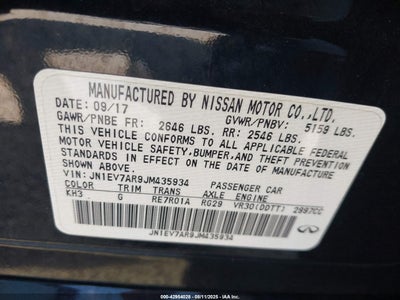 MANUFACTURED BY NISSAN MOTOR CO.,LTD.
DATE: 09/17 GVWR/PNBV: 5159 LBS.
GAWR/PNBE FR: 2646 LBS. RR: 2546 LBS.
THIS VEHICLE CONFORMS TO ALL APPLICABLE FEDERAL
MOTOR VEHICLE SAFETY, BUMPER, AND THEFT PREVENTION
STANDARDS IN EFFECT ON THE DATE OF MANUFACTURE
SHOWN ABOVE.
VIN: JN1EV7AR9JM435934 PASSENGER CAR
COLOR TRIM TRANS AXLE ENGINE
KH3 G RE7R01A RG29 VR30(DDTT) 2997CC
JN1EV7AR9JM435934
INFINITI
69-42954028 - 05/11/2025 - IAA